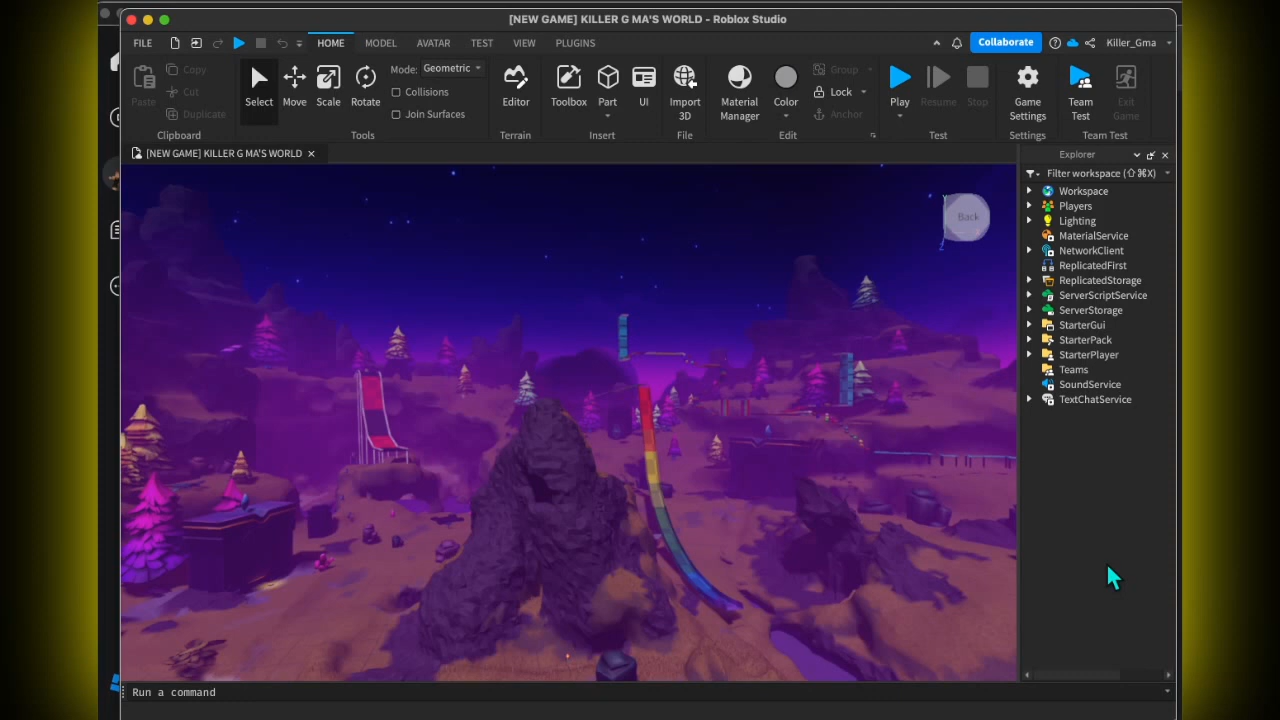 [NEW GAME] KILLER G MA'S WORLD - Roblox Studio
FILE HOME MODEL AVATAR TEST VIEW PLUGINS Collaborate Killer_Gma
Paste Copy Cut Duplicate
Clipboard
Select Move Scale Rotate
Mode: Geometric
Collisions
Join Surfaces
Tools
Editor
Terrain
Toolbox Part UI
Insert
Import 3D
File
Material Manager
Color
Group
Lock
Anchor
Edit
Play Resume Stop
Test
Game Settings
Settings
Team Test
Exit Game
Team Test
[NEW GAME] KILLER G MA'S WORLD
Back
Explorer
Filter workspace (⇧⌘X)
Workspace
Players
Lighting
MaterialService
NetworkClient
ReplicatedFirst
ReplicatedStorage
ServerScriptService
ServerStorage
StarterGui
StarterPack
StarterPlayer
Teams
SoundService
TextChatService
Run a command